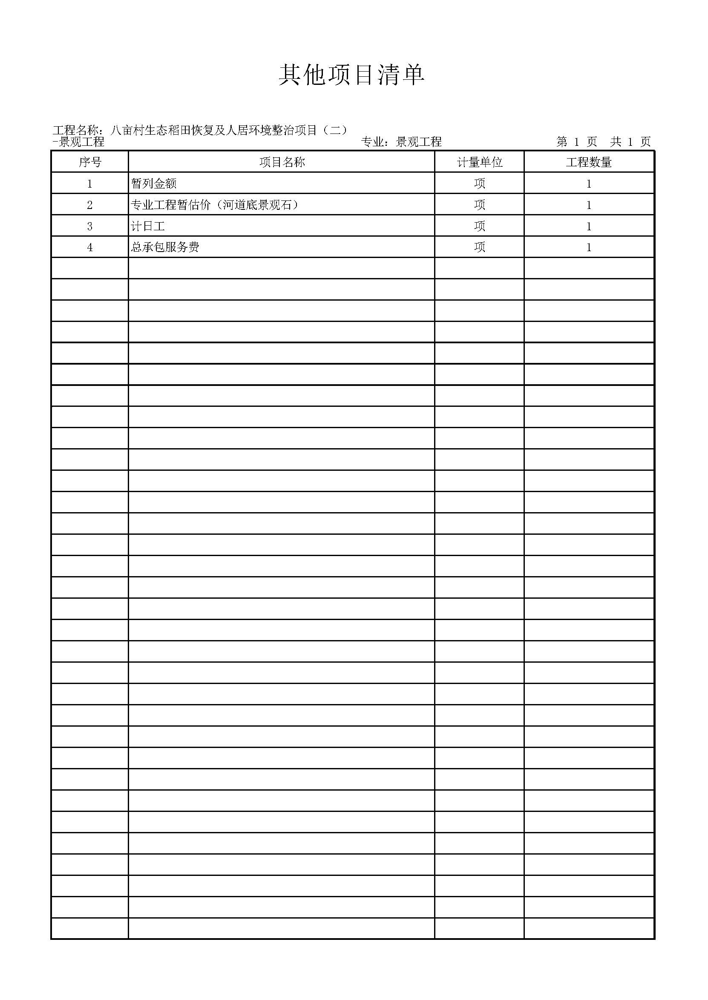 其他项目清单
工程名称：八亩村生态稻田恢复及人居环境整治项目（二）
-景观工程 专业：景观工程 第 1 页 共 1 页
序号 项目名称 计量单位 工程数量
1 暂列金额 项 1
2 专业工程暂估价（河道底景观石） 项 1
3 计日工 项 1
4 总承包服务费 项 1